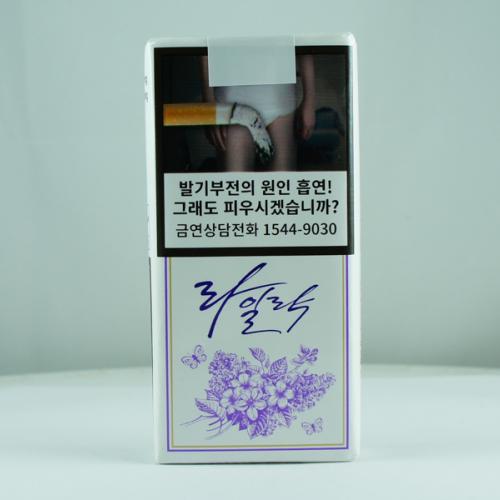 발기부전의 원인 흡연!
그래도 피우시겠습니까?
금연상담전화 1544-9030
라일락